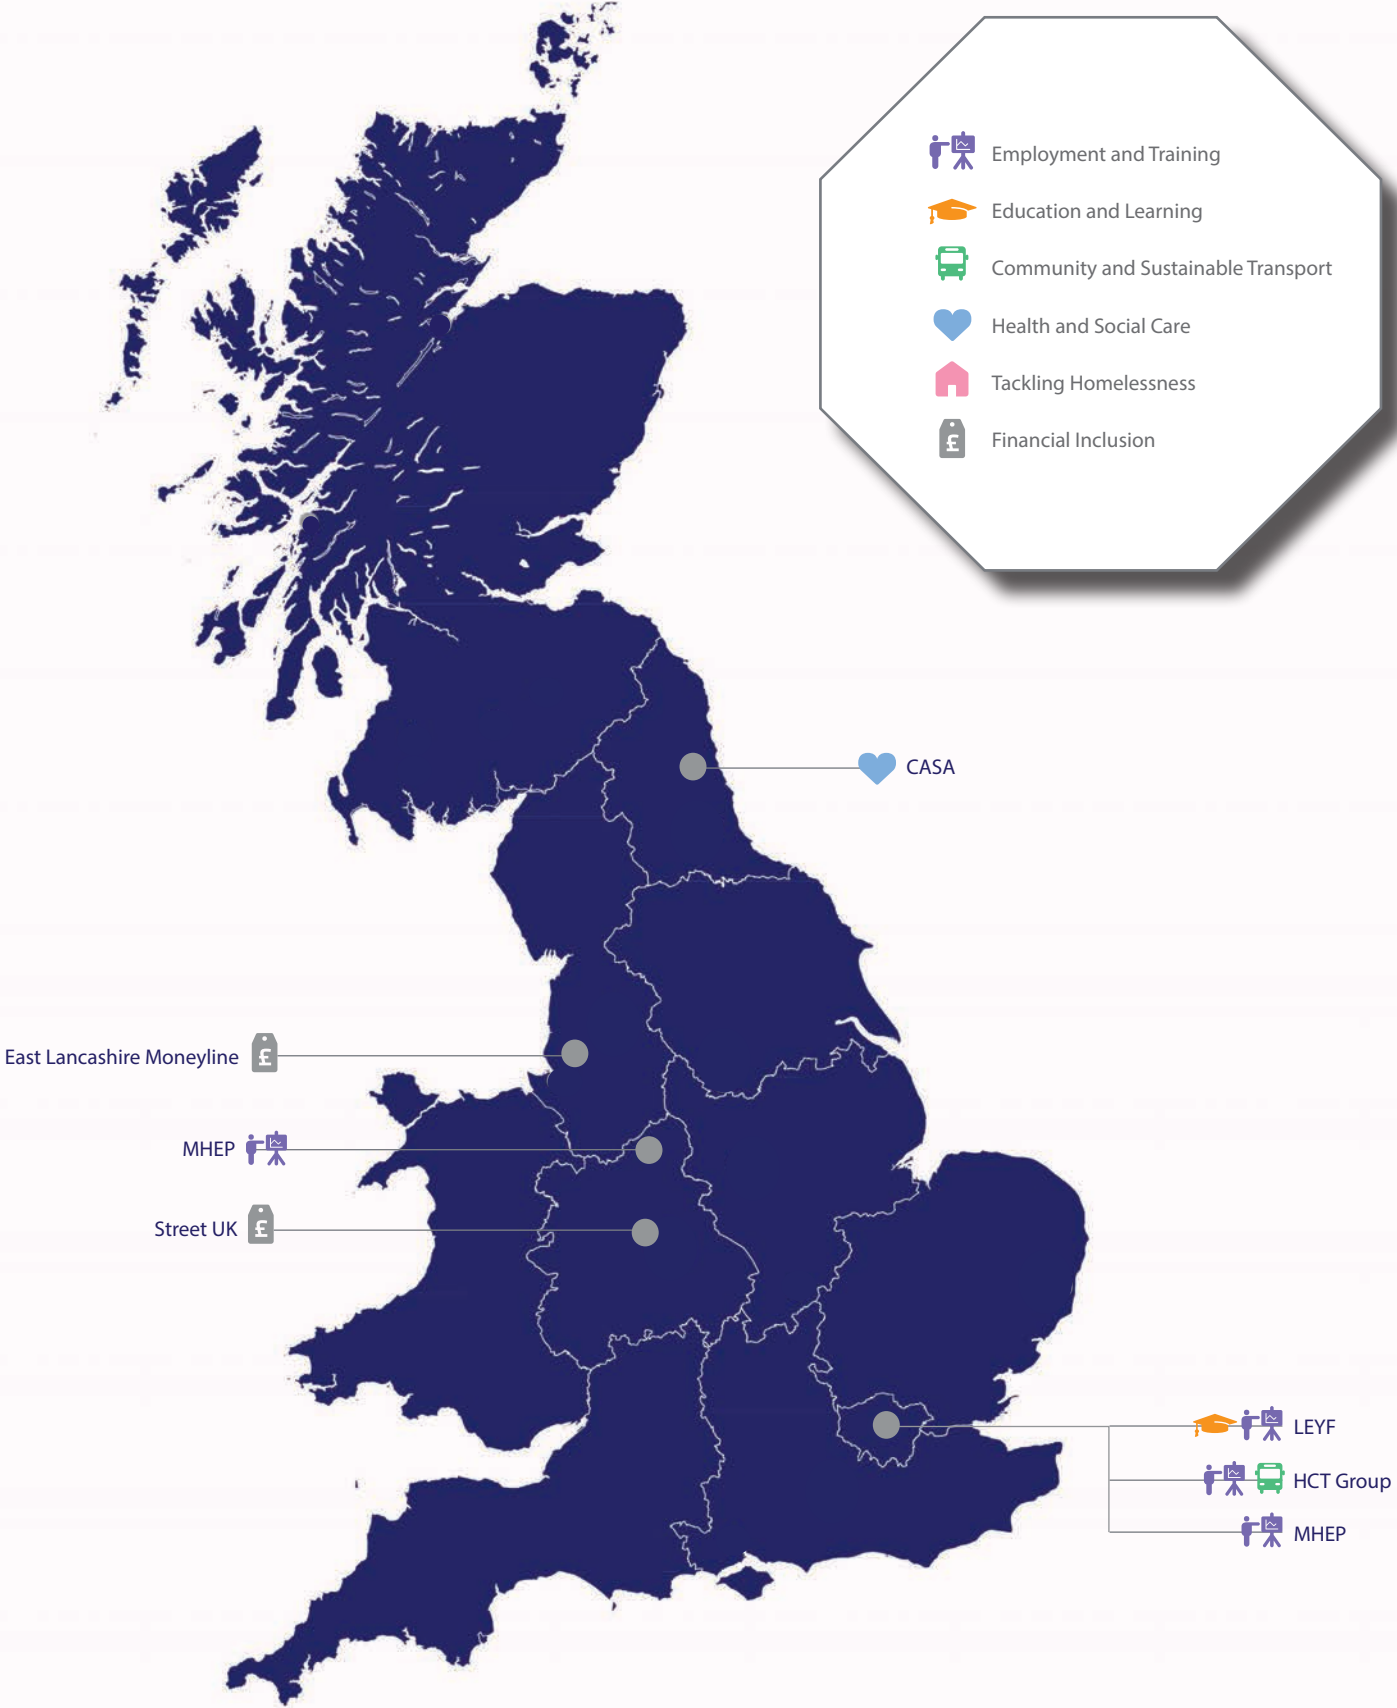 Employment and Training
Education and Learning
Community and Sustainable Transport
Health and Social Care
Tackling Homelessness
£ Financial Inclusion
CASA
East Lancashire Moneyline £
MHEP
Street UK £
LEYF
HCT Group
MHEP